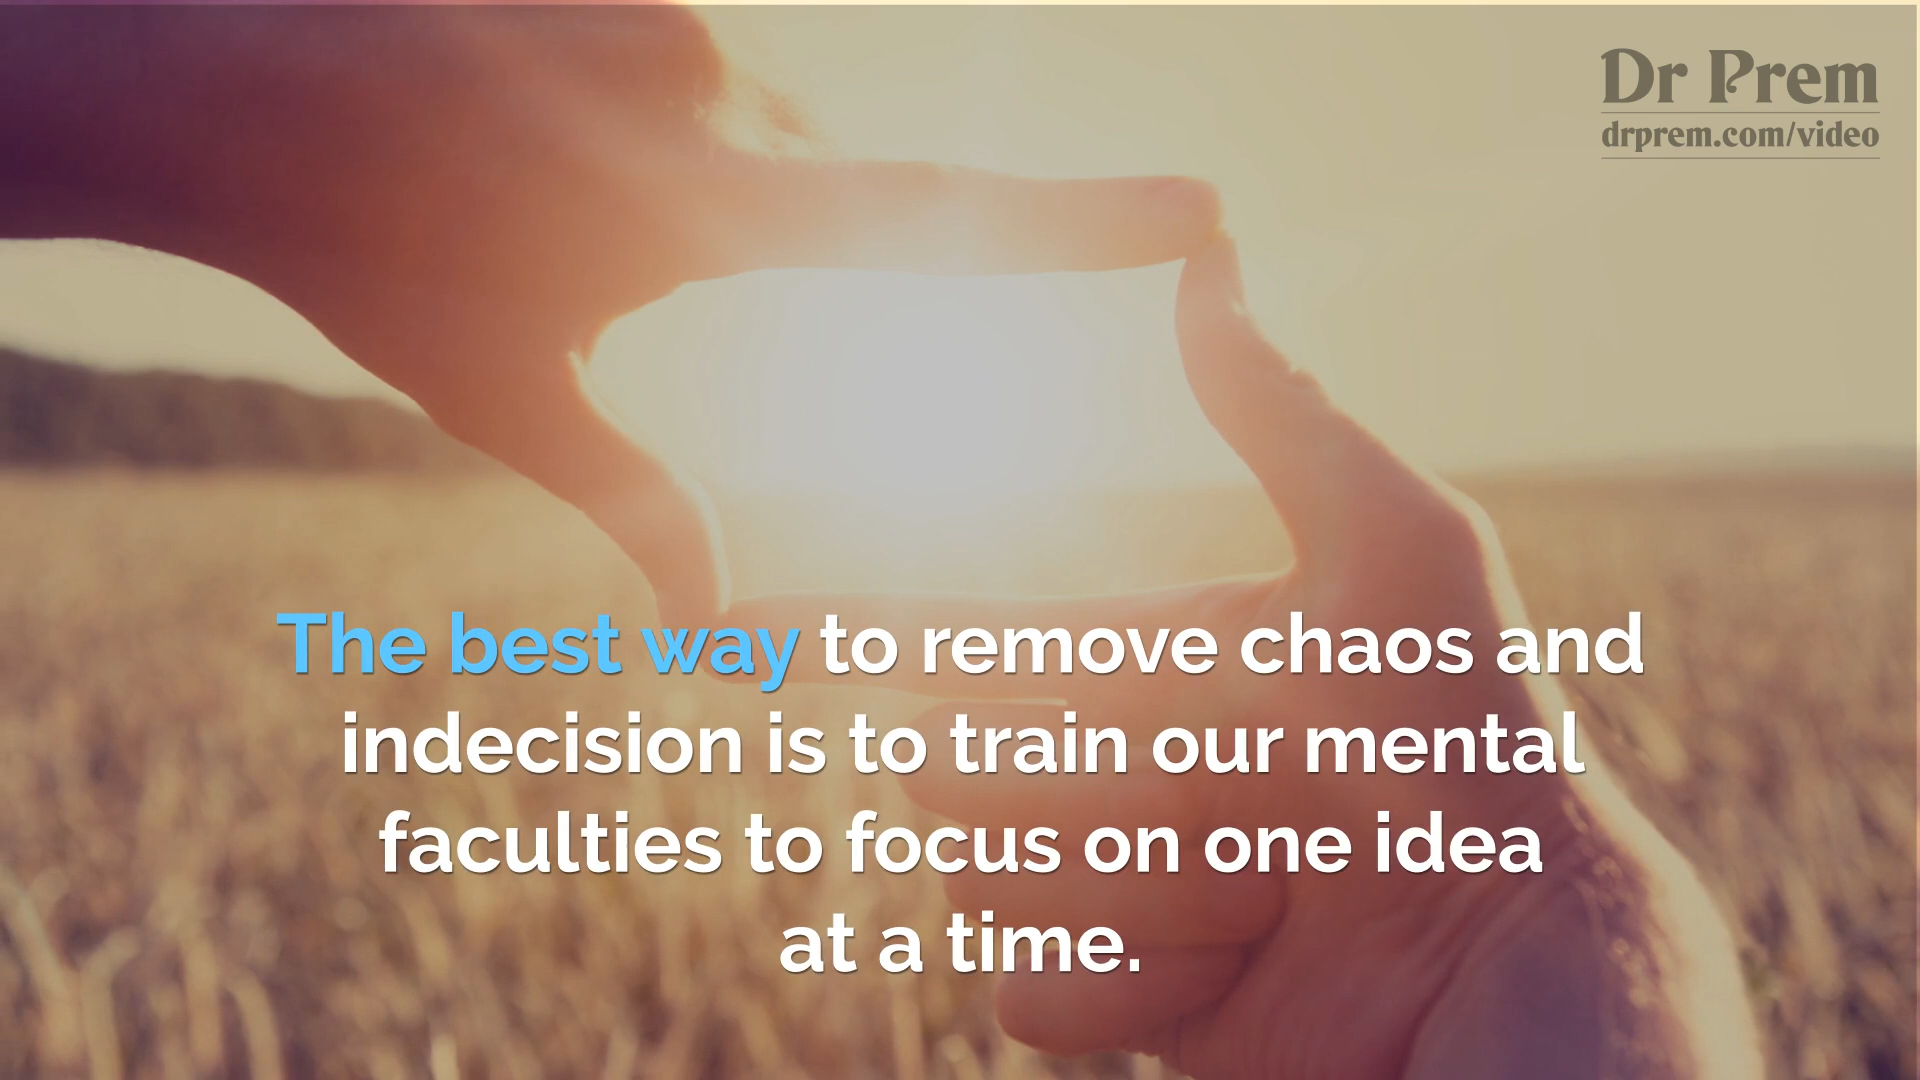 Dr Prem
drprem.com/video
The best way to remove chaos and
indecision is to train our mental
faculties to focus on one idea
at a time.